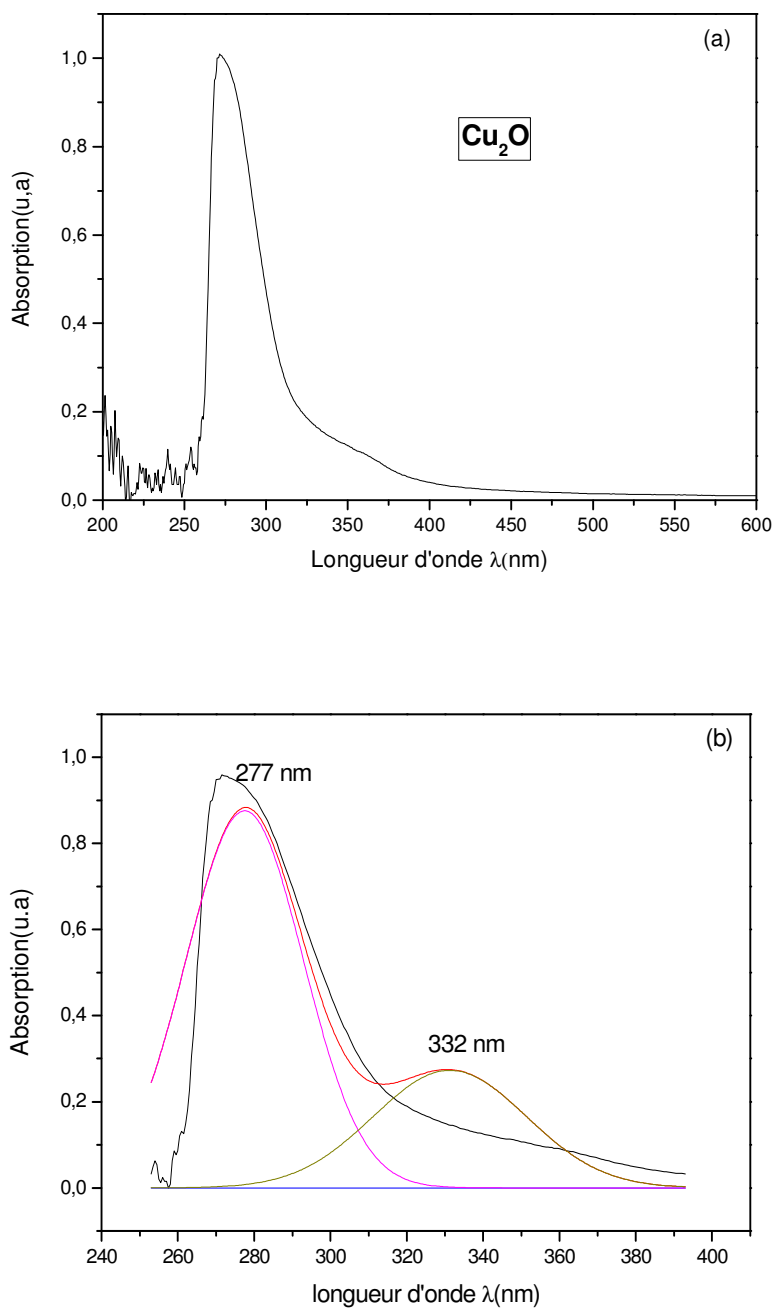 (a)
1,0
0,8
0,6
0,4
0,2
0,0
Absorption(u,a)
Cu₂O
200 250 300 350 400 450 500 550 600
Longueur d'onde λ(nm)
(b)
1,0
0,8
0,6
0,4
0,2
0,0
Absorption(u.a)
277 nm
332 nm
240 260 280 300 320 340 360 380 400
longueur d'onde λ(nm)